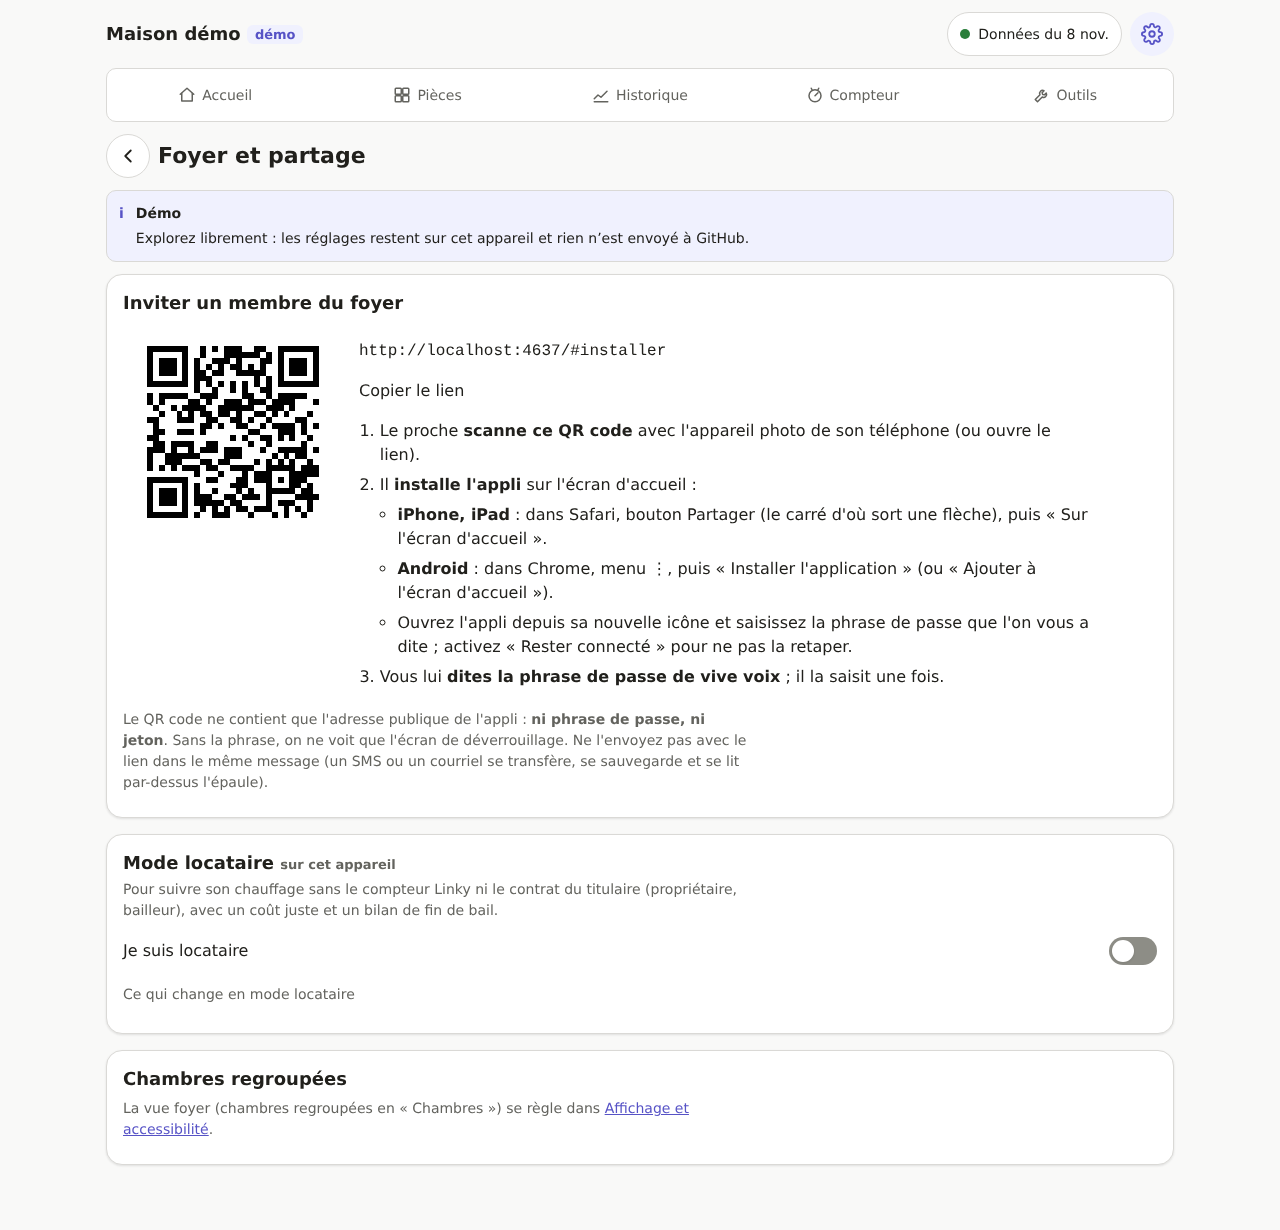 Maison démo démo
Données du 8 nov.
Accueil
Pièces
Historique
Compteur
Outils
Foyer et partage
i Démo
Explorez librement : les réglages restent sur cet appareil et rien n’est envoyé à GitHub.
Inviter un membre du foyer
http://localhost:4637/#installer
Copier le lien
1. Le proche scanne ce QR code avec l'appareil photo de son téléphone (ou ouvre le
lien).
2. Il installe l'appli sur l'écran d'accueil :
◦ iPhone, iPad : dans Safari, bouton Partager (le carré d'où sort une flèche), puis « Sur
l'écran d'accueil ».
◦ Android : dans Chrome, menu ⋮, puis « Installer l'application » (ou « Ajouter à
l'écran d'accueil »).
◦ Ouvrez l'appli depuis sa nouvelle icône et saisissez la phrase de passe que l'on vous a
dite ; activez « Rester connecté » pour ne pas la retaper.
3. Vous lui dites la phrase de passe de vive voix ; il la saisit une fois.
Le QR code ne contient que l'adresse publique de l'appli : ni phrase de passe, ni
jeton. Sans la phrase, on ne voit que l'écran de déverrouillage. Ne l'envoyez pas avec le
lien dans le même message (un SMS ou un courriel se transfère, se sauvegarde et se lit
par-dessus l'épaule).
Mode locataire sur cet appareil
Pour suivre son chauffage sans le compteur Linky ni le contrat du titulaire (propriétaire,
bailleur), avec un coût juste et un bilan de fin de bail.
Je suis locataire
Ce qui change en mode locataire
Chambres regroupées
La vue foyer (chambres regroupées en « Chambres ») se règle dans Affichage et
accessibilité.